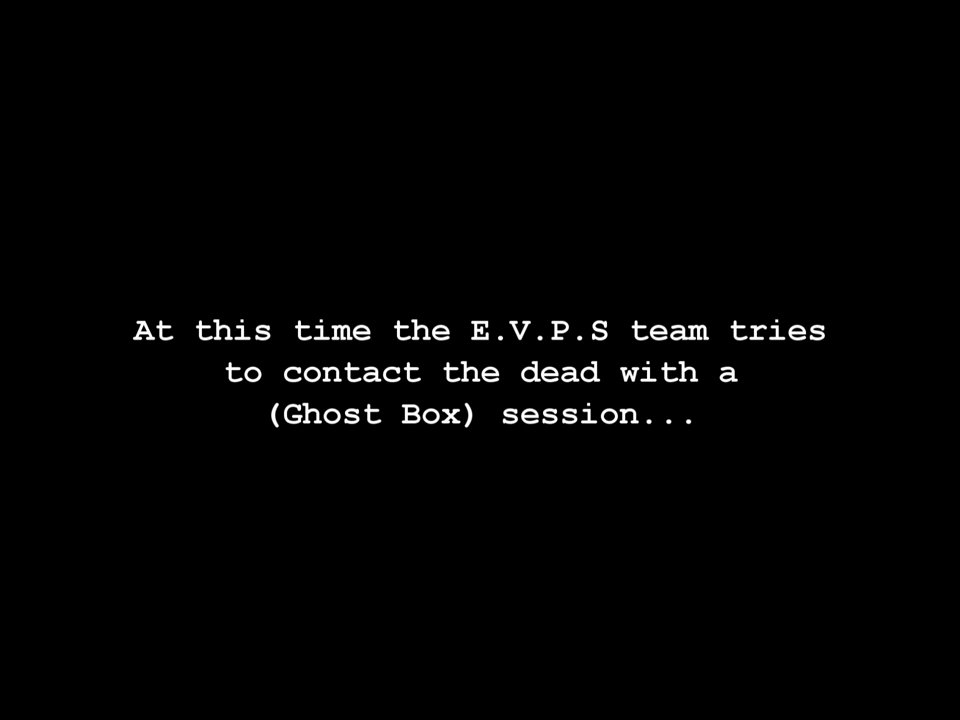 At this time the E.V.P.S team tries
to contact the dead with a
(Ghost Box) session...